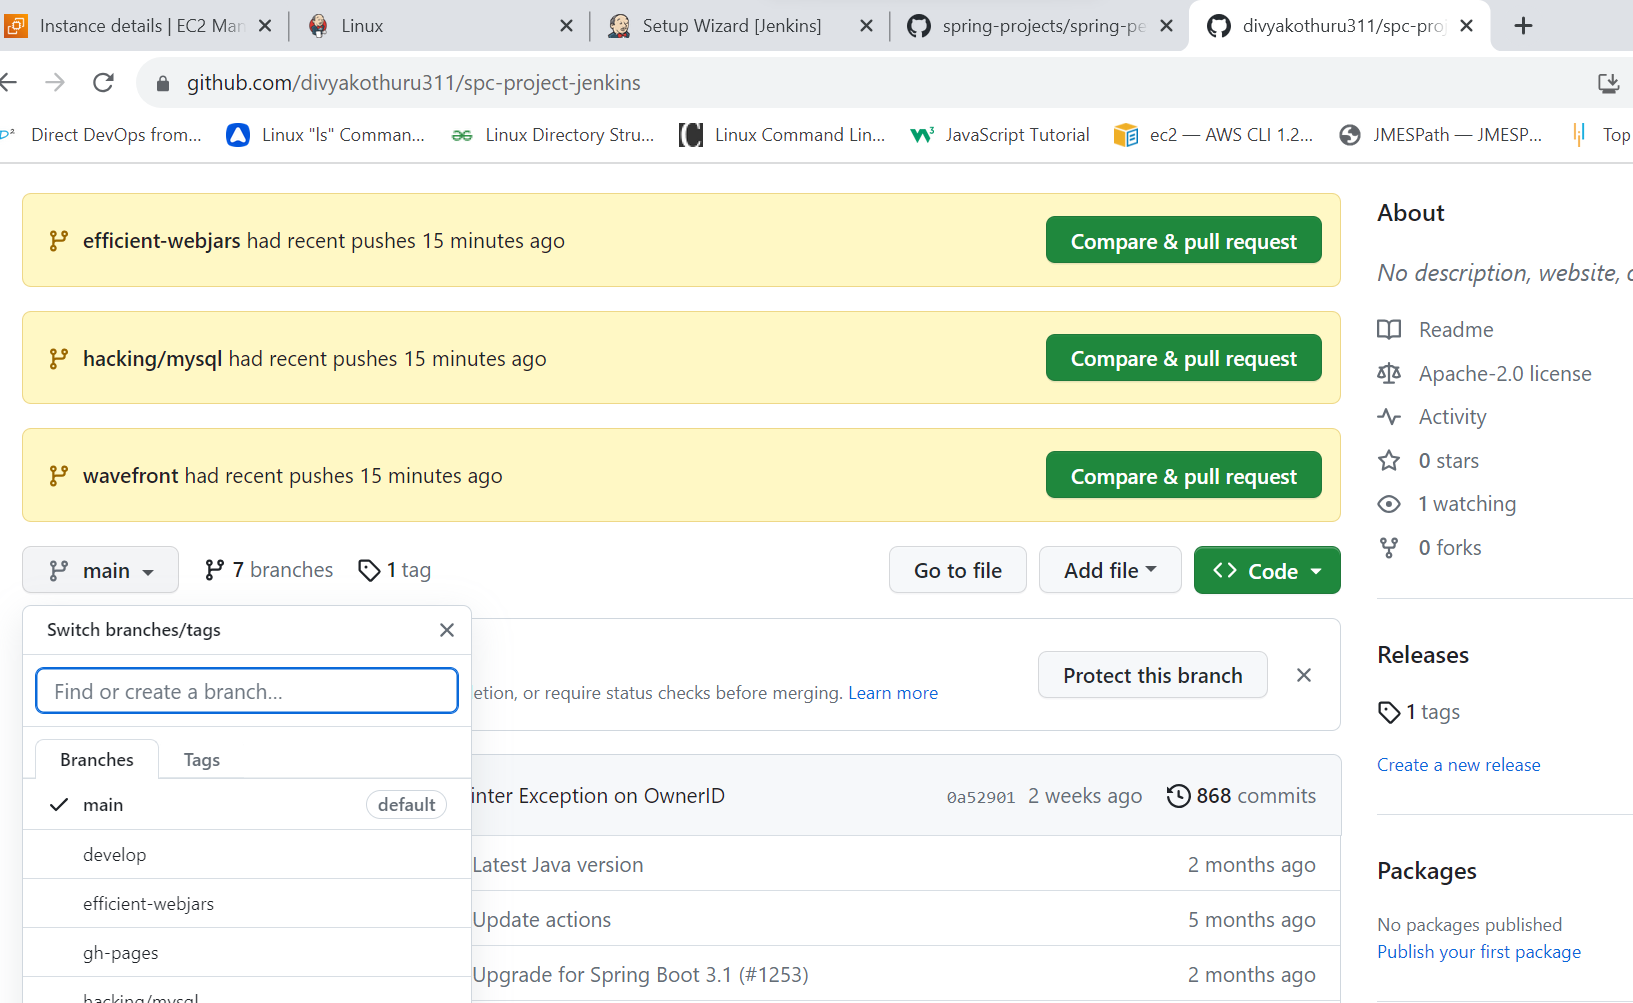 Instance details | EC2 Man
Linux
Setup Wizard [Jenkins]
spring-projects/spring-pe
divyakothuru311/spc-proj
github.com/divyakothuru311/spc-project-jenkins
Direct DevOps from...
Linux "ls" Comman...
Linux Directory Stru...
Linux Command Lin...
JavaScript Tutorial
ec2 — AWS CLI 1.2...
JMESPath — JMESP...
Top
efficient-webjars had recent pushes 15 minutes ago
Compare & pull request
hacking/mysql had recent pushes 15 minutes ago
Compare & pull request
wavefront had recent pushes 15 minutes ago
Compare & pull request
main
7 branches
1 tag
Go to file
Add file
Code
Switch branches/tags
Find or create a branch...
Branches
Tags
main
default
develop
efficient-webjars
gh-pages
hacking/mysql
etion, or require status checks before merging. Learn more
Protect this branch
inter Exception on OwnerID
0a52901
2 weeks ago
868 commits
Latest Java version
2 months ago
Update actions
5 months ago
Upgrade for Spring Boot 3.1 (#1253)
2 months ago
About
No description, website,
Readme
Apache-2.0 license
Activity
0 stars
1 watching
0 forks
Releases
1 tags
Create a new release
Packages
No packages published
Publish your first package